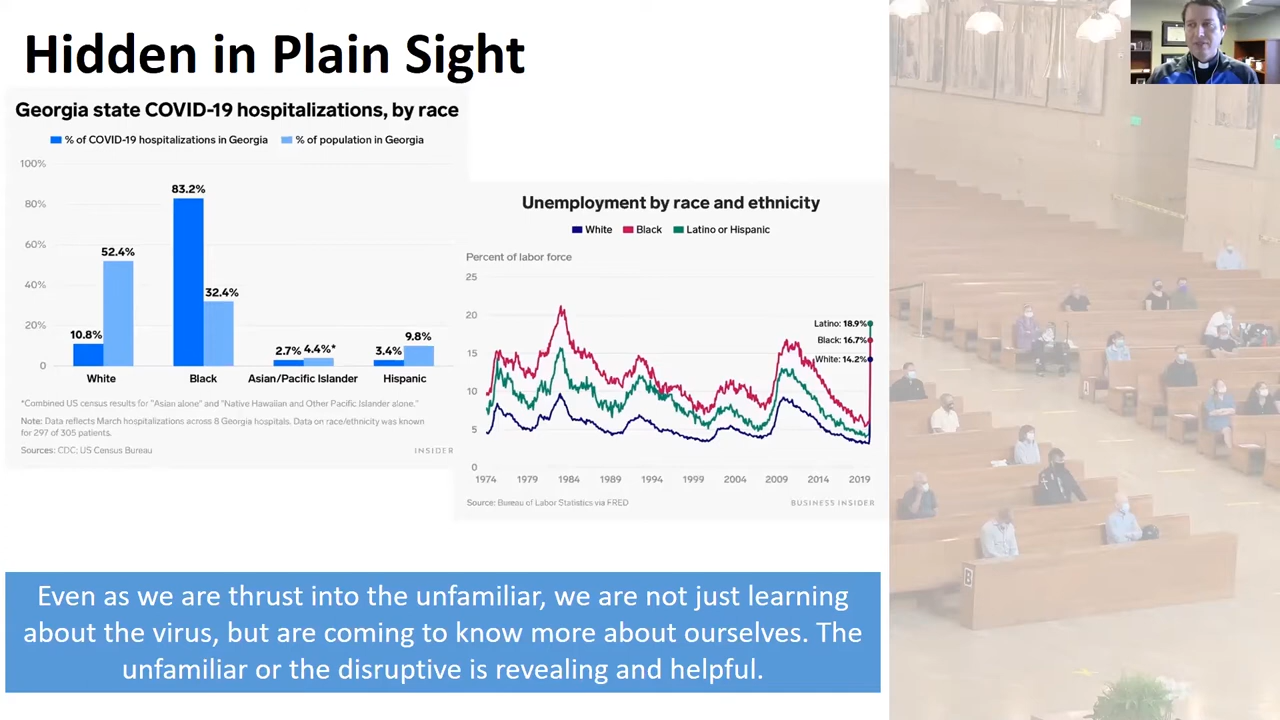 Hidden in Plain Sight
Georgia state COVID-19 hospitalizations, by race
% of COVID-19 hospitalizations in Georgia % of population in Georgia
100%
80%
60%
40%
20%
0
10.8%
52.4%
83.2%
32.4%
2.7%
4.4%*
3.4%
9.8%
White Black Asian/Pacific Islander Hispanic
*Combined US census results for "Asian alone" and "Native Hawaiian and Other Pacific Islander alone."
Note: Data reflects March hospitalizations across 8 Georgia hospitals. Data on race/ethnicity was known
for 297 of 305 patients.
Sources: CDC; US Census Bureau
INSIDER
Unemployment by race and ethnicity
White Black Latino or Hispanic
Percent of labor force
25
20
15
10
5
0
Latino: 18.9%
Black: 16.7%
White: 14.2%
1974 1979 1984 1989 1994 1999 2004 2009 2014 2019
Source: Bureau of Labor Statistics via FRED
BUSINESS INSIDER
Even as we are thrust into the unfamiliar, we are not just learning
about the virus, but are coming to know more about ourselves. The
unfamiliar or the disruptive is revealing and helpful.
B